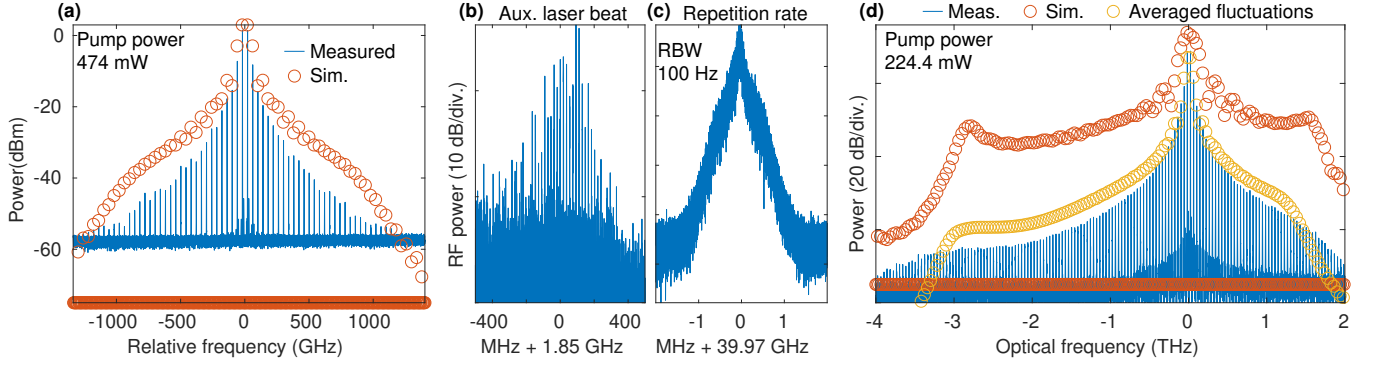 (a)
Pump power
474 mW
Measured
Sim.
0
-20
-40
-60
Power(dBm)
-1000
-500
0
500
1000
Relative frequency (GHz)
(b) Aux. laser beat
RF power (10 dB/div.)
-400
0
400
MHz + 1.85 GHz
(c) Repetition rate
RBW
100 Hz
-1
0
1
MHz + 39.97 GHz
(d)
Meas.
Sim.
Averaged fluctuations
Pump power
224.4 mW
Power (20 dB/div.)
-4
-3
-2
-1
0
1
2
Optical frequency (THz)